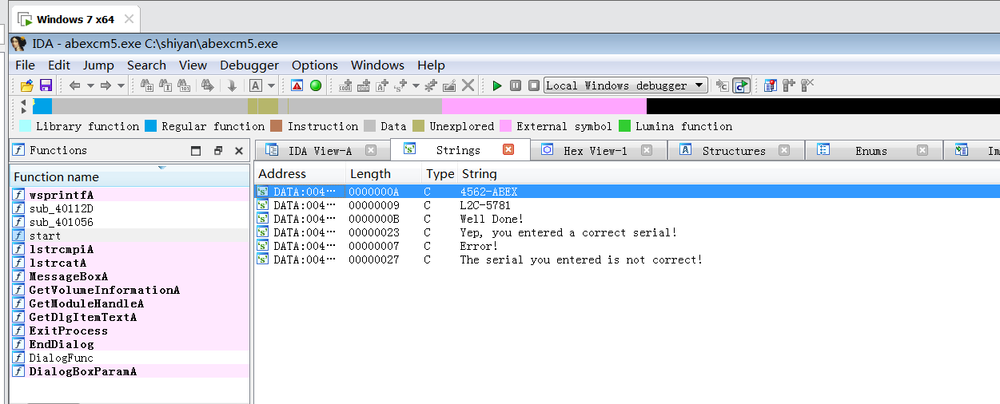 Windows 7 x64
IDA - abexcm5.exe C:\shiyan\abexcm5.exe
File Edit Jump Search View Debugger Options Windows Help
Local Windows debugger
Library function Regular function Instruction Data Unexplored External symbol Lumina function
Functions
IDA View-A Strings Hex View-1 Structures Enums Im
Function name
wsprintfA
sub_40112D
sub_401056
start
lstrcmpiA
lstrcatA
MessageBoxA
GetVolumeInformationA
GetModuleHandleA
GetDlgItemTextA
ExitProcess
EndDialog
DialogFunc
DialogBoxParamA
Address Length Type String
DATA:004… 0000000A C 4562-ABEX
DATA:004… 00000009 C L2C-5781
DATA:004… 0000000B C Well Done!
DATA:004… 00000023 C Yep, you entered a correct serial!
DATA:004… 00000007 C Error!
DATA:004… 00000027 C The serial you entered is not correct!